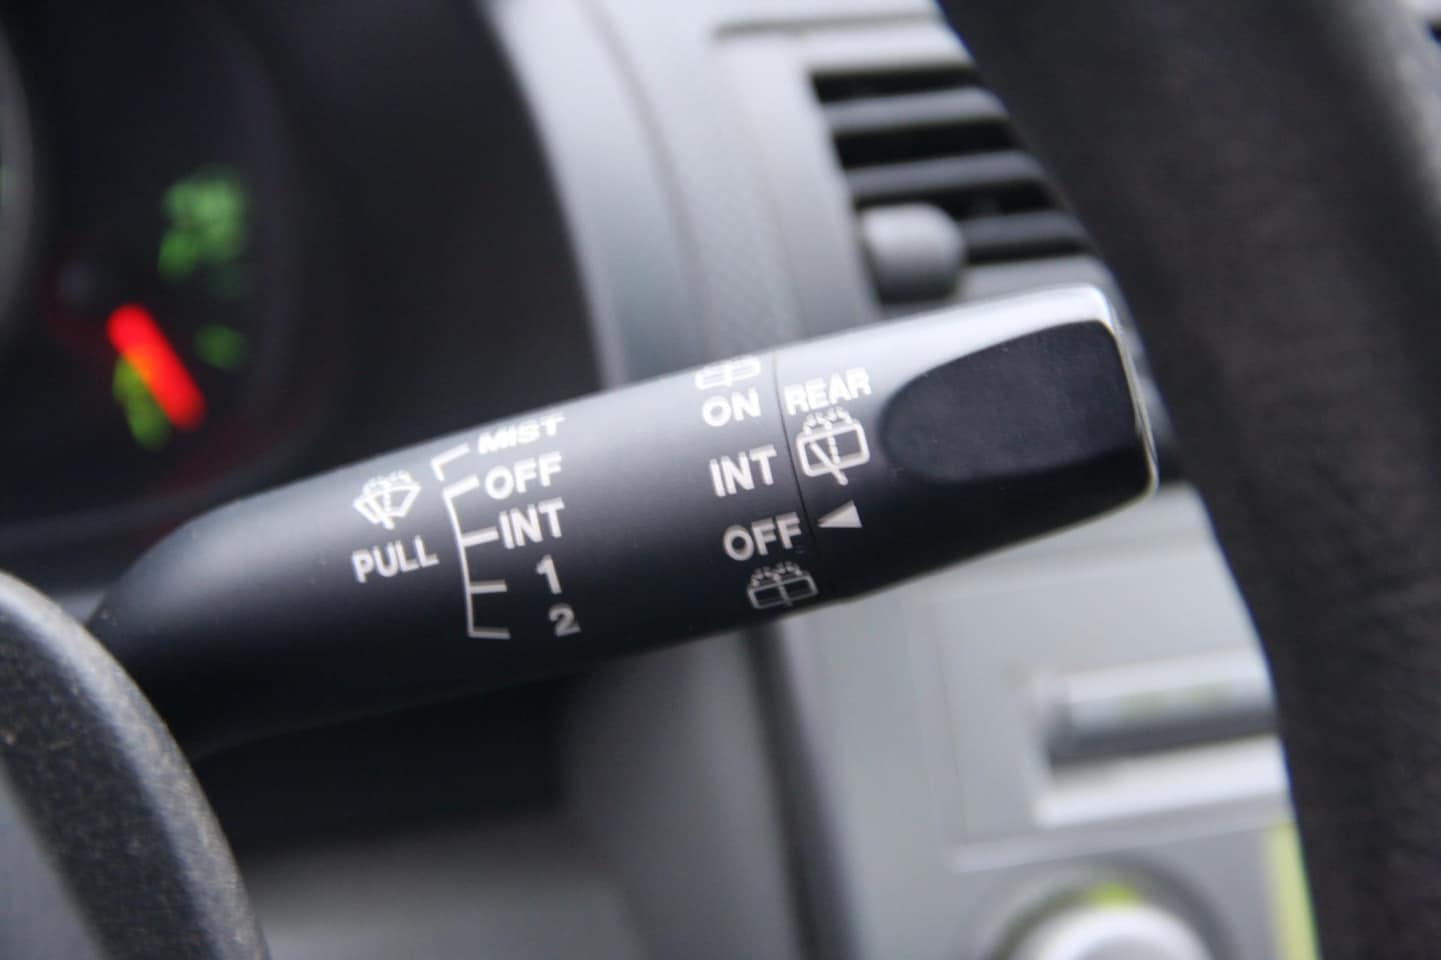 MIST
OFF
INT
1
2
PULL
ON
INT
OFF
REAR